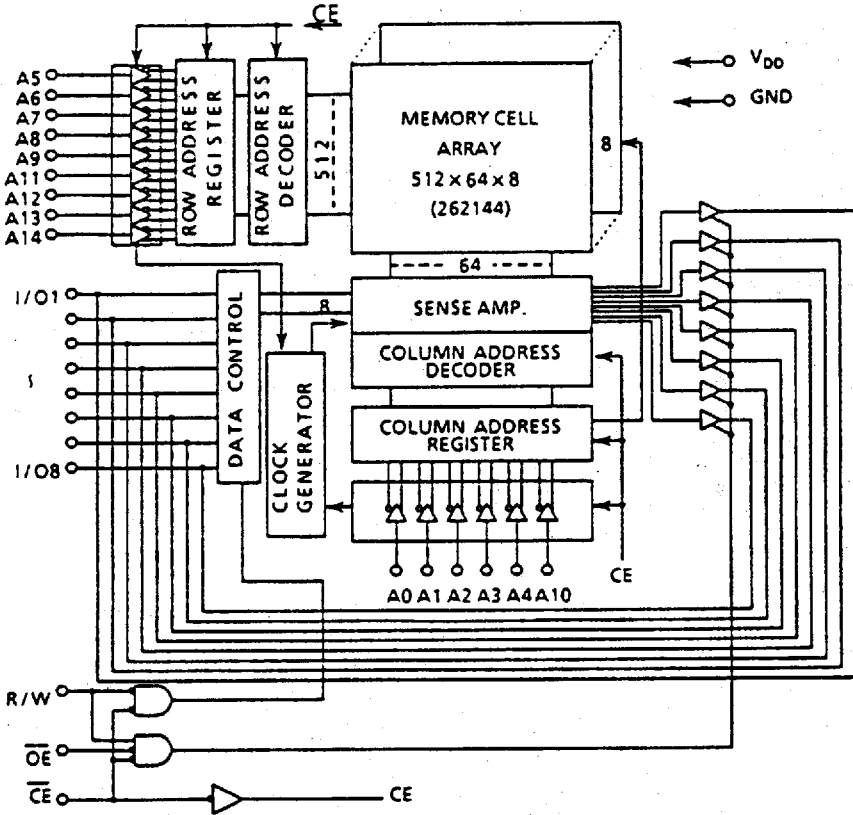 CE
A5
A6
A7
A8
A9
A11
A12
A13
A14
ROW ADDRESS REGISTER
ROW ADDRESS DECODER
512
MEMORY CELL
ARRAY
512 x 64 x 8
(262144)
8
VDD
GND
64
I/O1
I/O8
DATA CONTROL
8
SENSE AMP.
COLUMN ADDRESS
DECODER
COLUMN ADDRESS
REGISTER
CLOCK GENERATOR
CE
A0 A1 A2 A3 A4 A10
R/W
OE
CE
CE